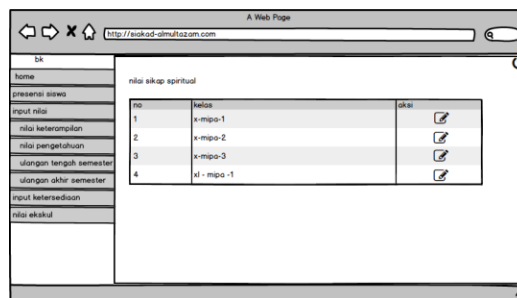 A Web Page
http://siakad-almultazam.com
bk
home
presensi siswa
input nilai
nilai keterampilan
nilai pengetahuan
ulangan tengah semester
ulangan akhir semester
input ketersediaan
nilai ekskul
nilai sikap spiritual
no kelas aksi
1 x-mipa-1
2 x-mipa-2
3 x-mipa-3
4 xl - mipa -1